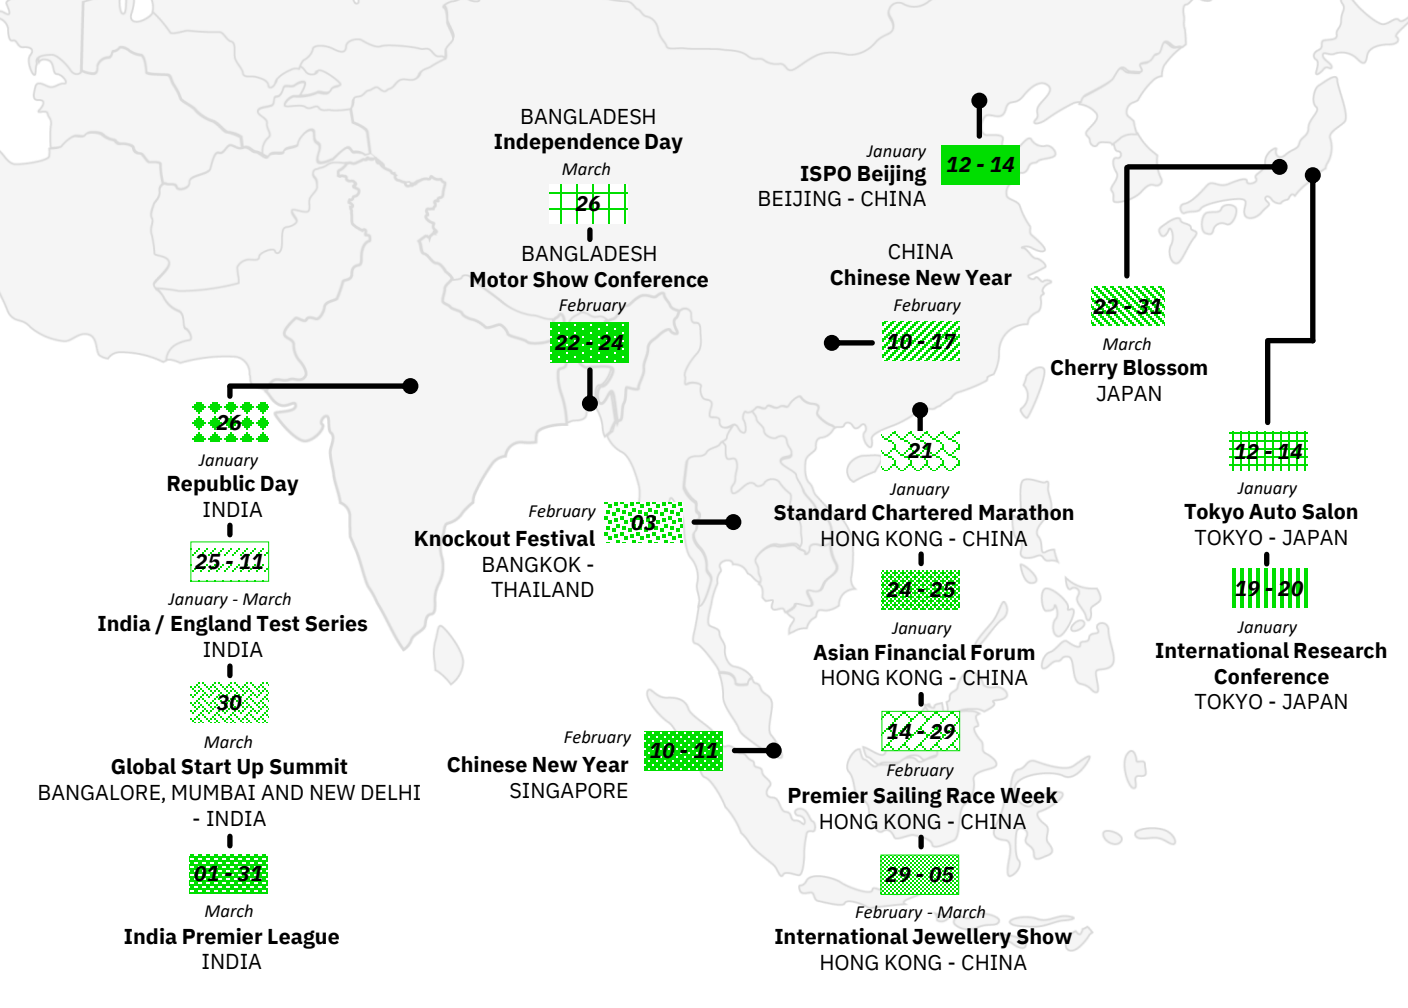 BANGLADESH
Independence Day
March
26
BANGLADESH
Motor Show Conference
February
22 - 24
January
ISPO Beijing
BEIJING - CHINA
12 - 14
CHINA
Chinese New Year
February
10 - 17
22 - 31
March
Cherry Blossom
JAPAN
26
January
Republic Day
INDIA
25 - 11
January - March
India / England Test Series
INDIA
30
March
Global Start Up Summit
BANGALORE, MUMBAI AND NEW DELHI
- INDIA
01 - 31
March
India Premier League
INDIA
February
Knockout Festival
BANGKOK -
THAILAND
03
February
Chinese New Year
SINGAPORE
10 - 11
21
January
Standard Chartered Marathon
HONG KONG - CHINA
24 - 25
January
Asian Financial Forum
HONG KONG - CHINA
14 - 29
February
Premier Sailing Race Week
HONG KONG - CHINA
29 - 05
February - March
International Jewellery Show
HONG KONG - CHINA
12 - 14
January
Tokyo Auto Salon
TOKYO - JAPAN
19 - 20
January
International Research
Conference
TOKYO - JAPAN